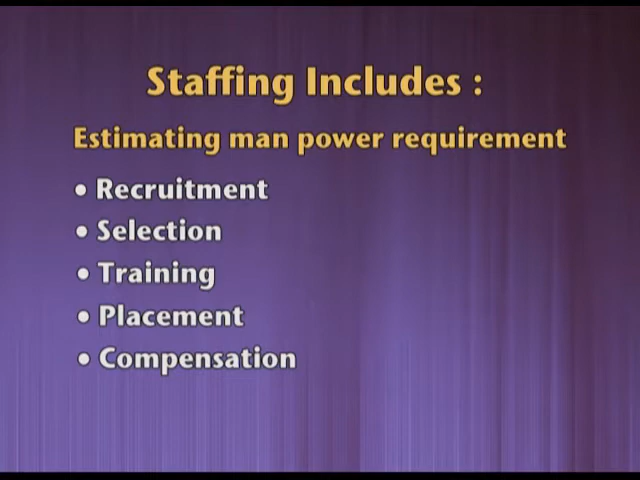 Staffing Includes :
Estimating man power requirement
• Recruitment
• Selection
• Training
• Placement
• Compensation